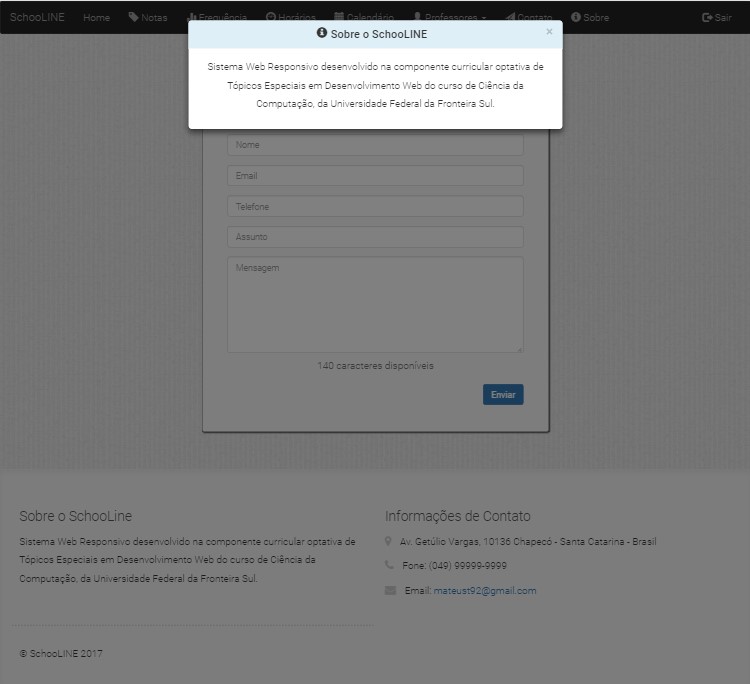 SchooLINE Home Notas Frequência Horários Calendário Professores Contato Sobre Sair
Sobre o SchooLINE ×
Sistema Web Responsivo desenvolvido na componente curricular optativa de
Tópicos Especiais em Desenvolvimento Web do curso de Ciência da
Computação, da Universidade Federal da Fronteira Sul.
Nome
Email
Telefone
Assunto
Mensagem
140 caracteres disponíveis
Enviar
Sobre o SchooLine
Sistema Web Responsivo desenvolvido na componente curricular optativa de
Tópicos Especiais em Desenvolvimento Web do curso de Ciência da
Computação, da Universidade Federal da Fronteira Sul.
Informações de Contato
Av. Getúlio Vargas, 10136 Chapecó - Santa Catarina - Brasil
Fone: (049) 99999-9999
Email: mateust92@gmail.com
© SchooLINE 2017